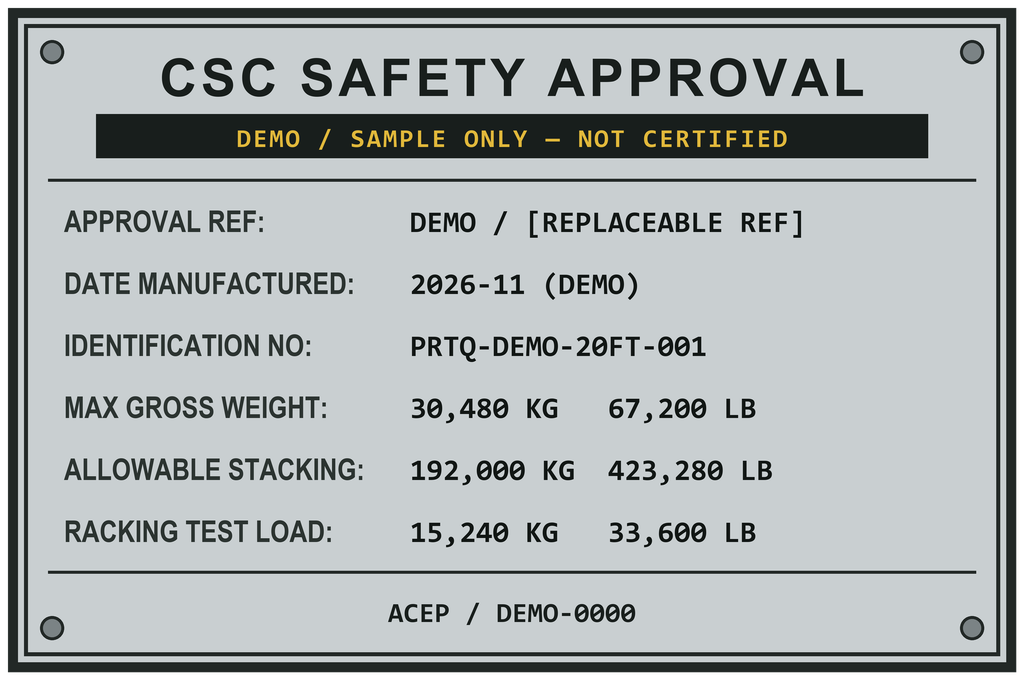 CSC SAFETY APPROVAL
DEMO / SAMPLE ONLY — NOT CERTIFIED
APPROVAL REF: DEMO / [REPLACEABLE REF]
DATE MANUFACTURED: 2026-11 (DEMO)
IDENTIFICATION NO: PRTQ-DEMO-20FT-001
MAX GROSS WEIGHT: 30,480 KG 67,200 LB
ALLOWABLE STACKING: 192,000 KG 423,280 LB
RACKING TEST LOAD: 15,240 KG 33,600 LB
ACEP / DEMO-0000